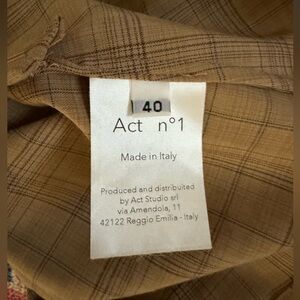 40
Act n°1
Made in Italy
Produced and distributed
by Act Studio srl
via Amendola, 11
42122 Reggio Emilia - Italy